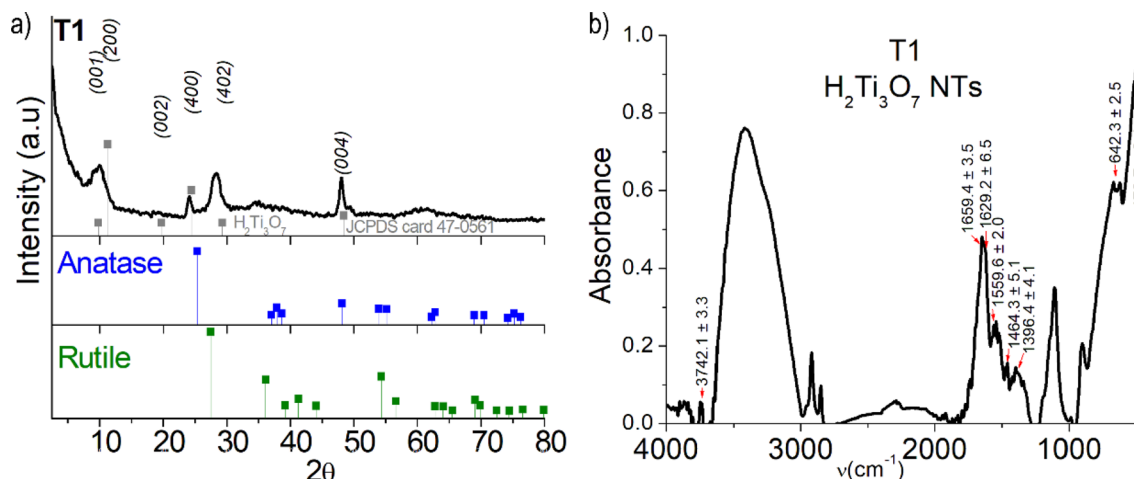 a)
T1
(001)
(200)
(002)
(400)
(402)
(004)
H2Ti3O7
JCPDS card 47-0561
Anatase
Rutile
Intensity (a.u)
10 20 30 40 50 60 70 80
2θ
b)
T1
H2Ti3O7 NTs
1.0
0.8
0.6
0.4
0.2
0.0
Absorbance
3742.1 ± 3.3
1659.4 ± 3.5
1629.2 ± 6.5
1559.6 ± 2.0
1464.3 ± 5.1
1396.4 ± 4.1
642.3 ± 2.5
4000 3000 2000 1000
ν(cm⁻¹)